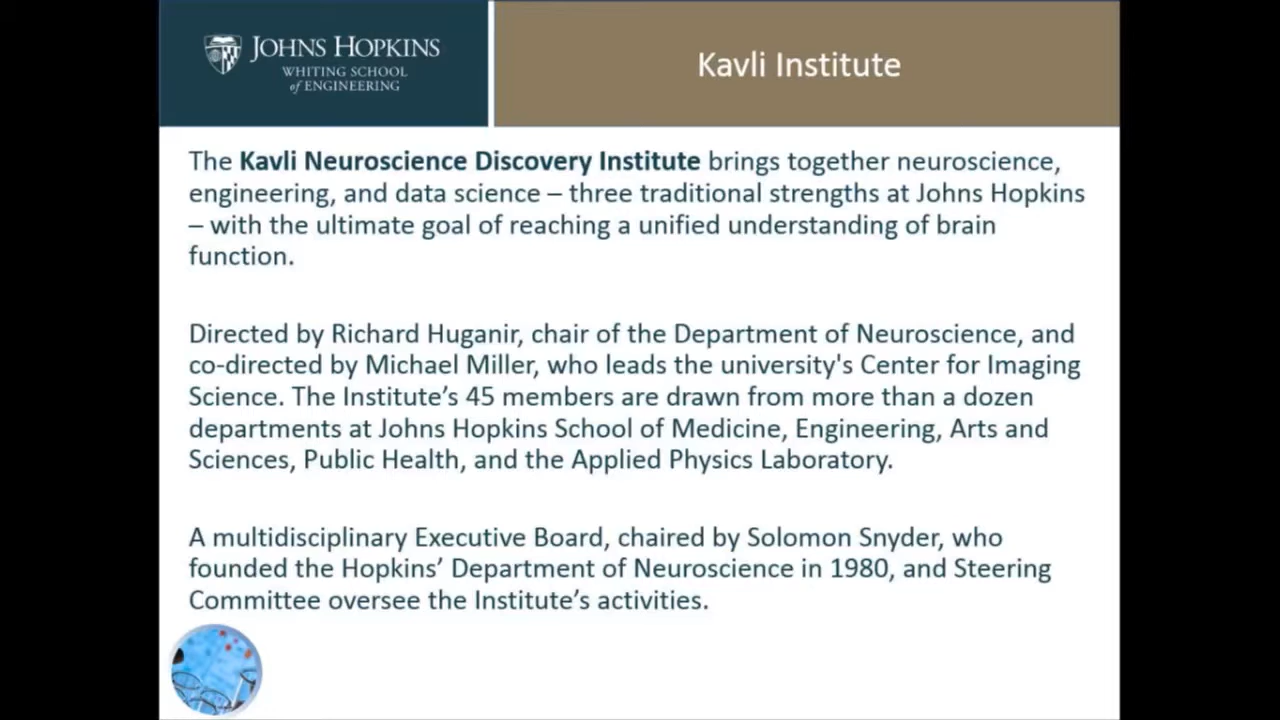 JOHNS HOPKINS
WHITING SCHOOL
of ENGINEERING
Kavli Institute
The Kavli Neuroscience Discovery Institute brings together neuroscience,
engineering, and data science – three traditional strengths at Johns Hopkins
– with the ultimate goal of reaching a unified understanding of brain
function.
Directed by Richard Huganir, chair of the Department of Neuroscience, and
co-directed by Michael Miller, who leads the university's Center for Imaging
Science. The Institute’s 45 members are drawn from more than a dozen
departments at Johns Hopkins School of Medicine, Engineering, Arts and
Sciences, Public Health, and the Applied Physics Laboratory.
A multidisciplinary Executive Board, chaired by Solomon Snyder, who
founded the Hopkins’ Department of Neuroscience in 1980, and Steering
Committee oversee the Institute’s activities.